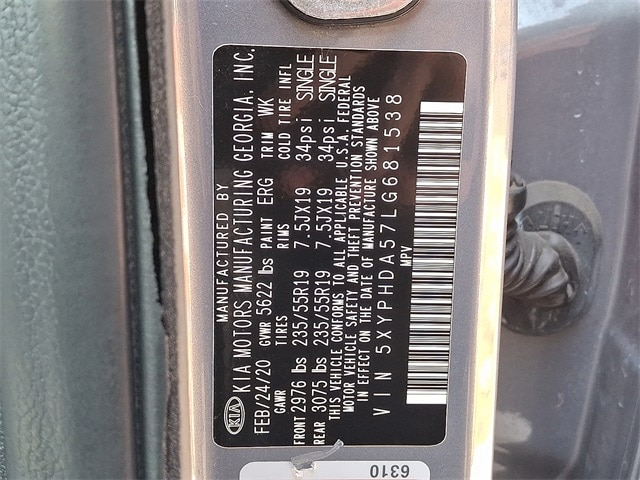 MANUFACTURED BY
KIA KIA MOTORS MANUFACTURING GEORGIA, INC.
FEB/24/20 GVWR 5622 lbs PAINT ERG TRIM WK
GAWR TIRES RIMS COLD TIRE INFL
FRONT 2976 lbs 235/55R19 7.5JX19 34psi SINGLE
REAR 3075 lbs 235/55R19 7.5JX19 34psi SINGLE
THIS VEHICLE CONFORMS TO ALL APPLICABLE U.S.A. FEDERAL
MOTOR VEHICLE SAFETY AND THEFT PREVENTION STANDARDS
IN EFFECT ON THE DATE OF MANUFACTURE SHOWN ABOVE
VIN 5XYPHDA57LG681538
MPV
6310